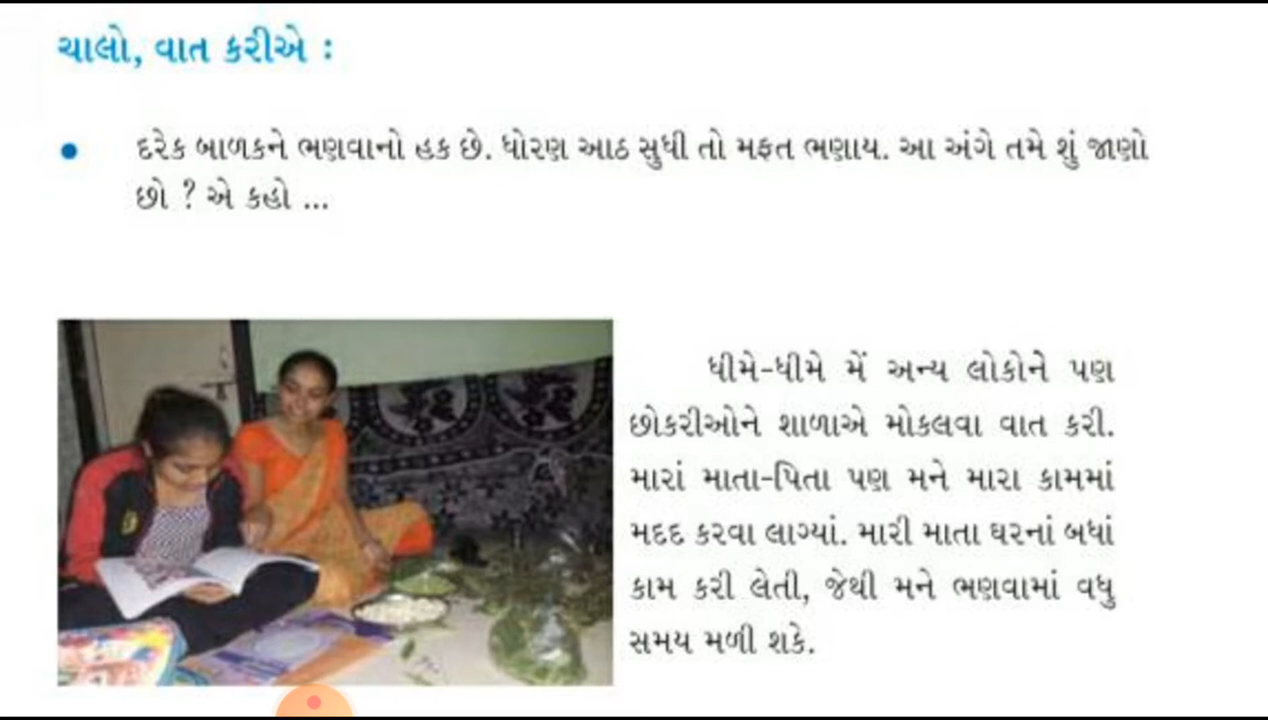 ચાલો, વાત કરીએ :
• દરેક બાળકને ભણવાનો હક છે. ધોરણ આઠ સુધી તો મફત ભણાય. આ અંગે તમે શું જાણો
છો ? એ કહો ...
ધીમે-ધીમે મેં અન્ય લોકોને પણ
છોકરીઓને શાળાએ મોકલવા વાત કરી.
મારાં માતા-પિતા પણ મને મારા કામમાં
મદદ કરવા લાગ્યાં. મારી માતા ઘરનાં બધાં
કામ કરી લેતી, જેથી મને ભણવામાં વધુ
સમય મળી શકે.